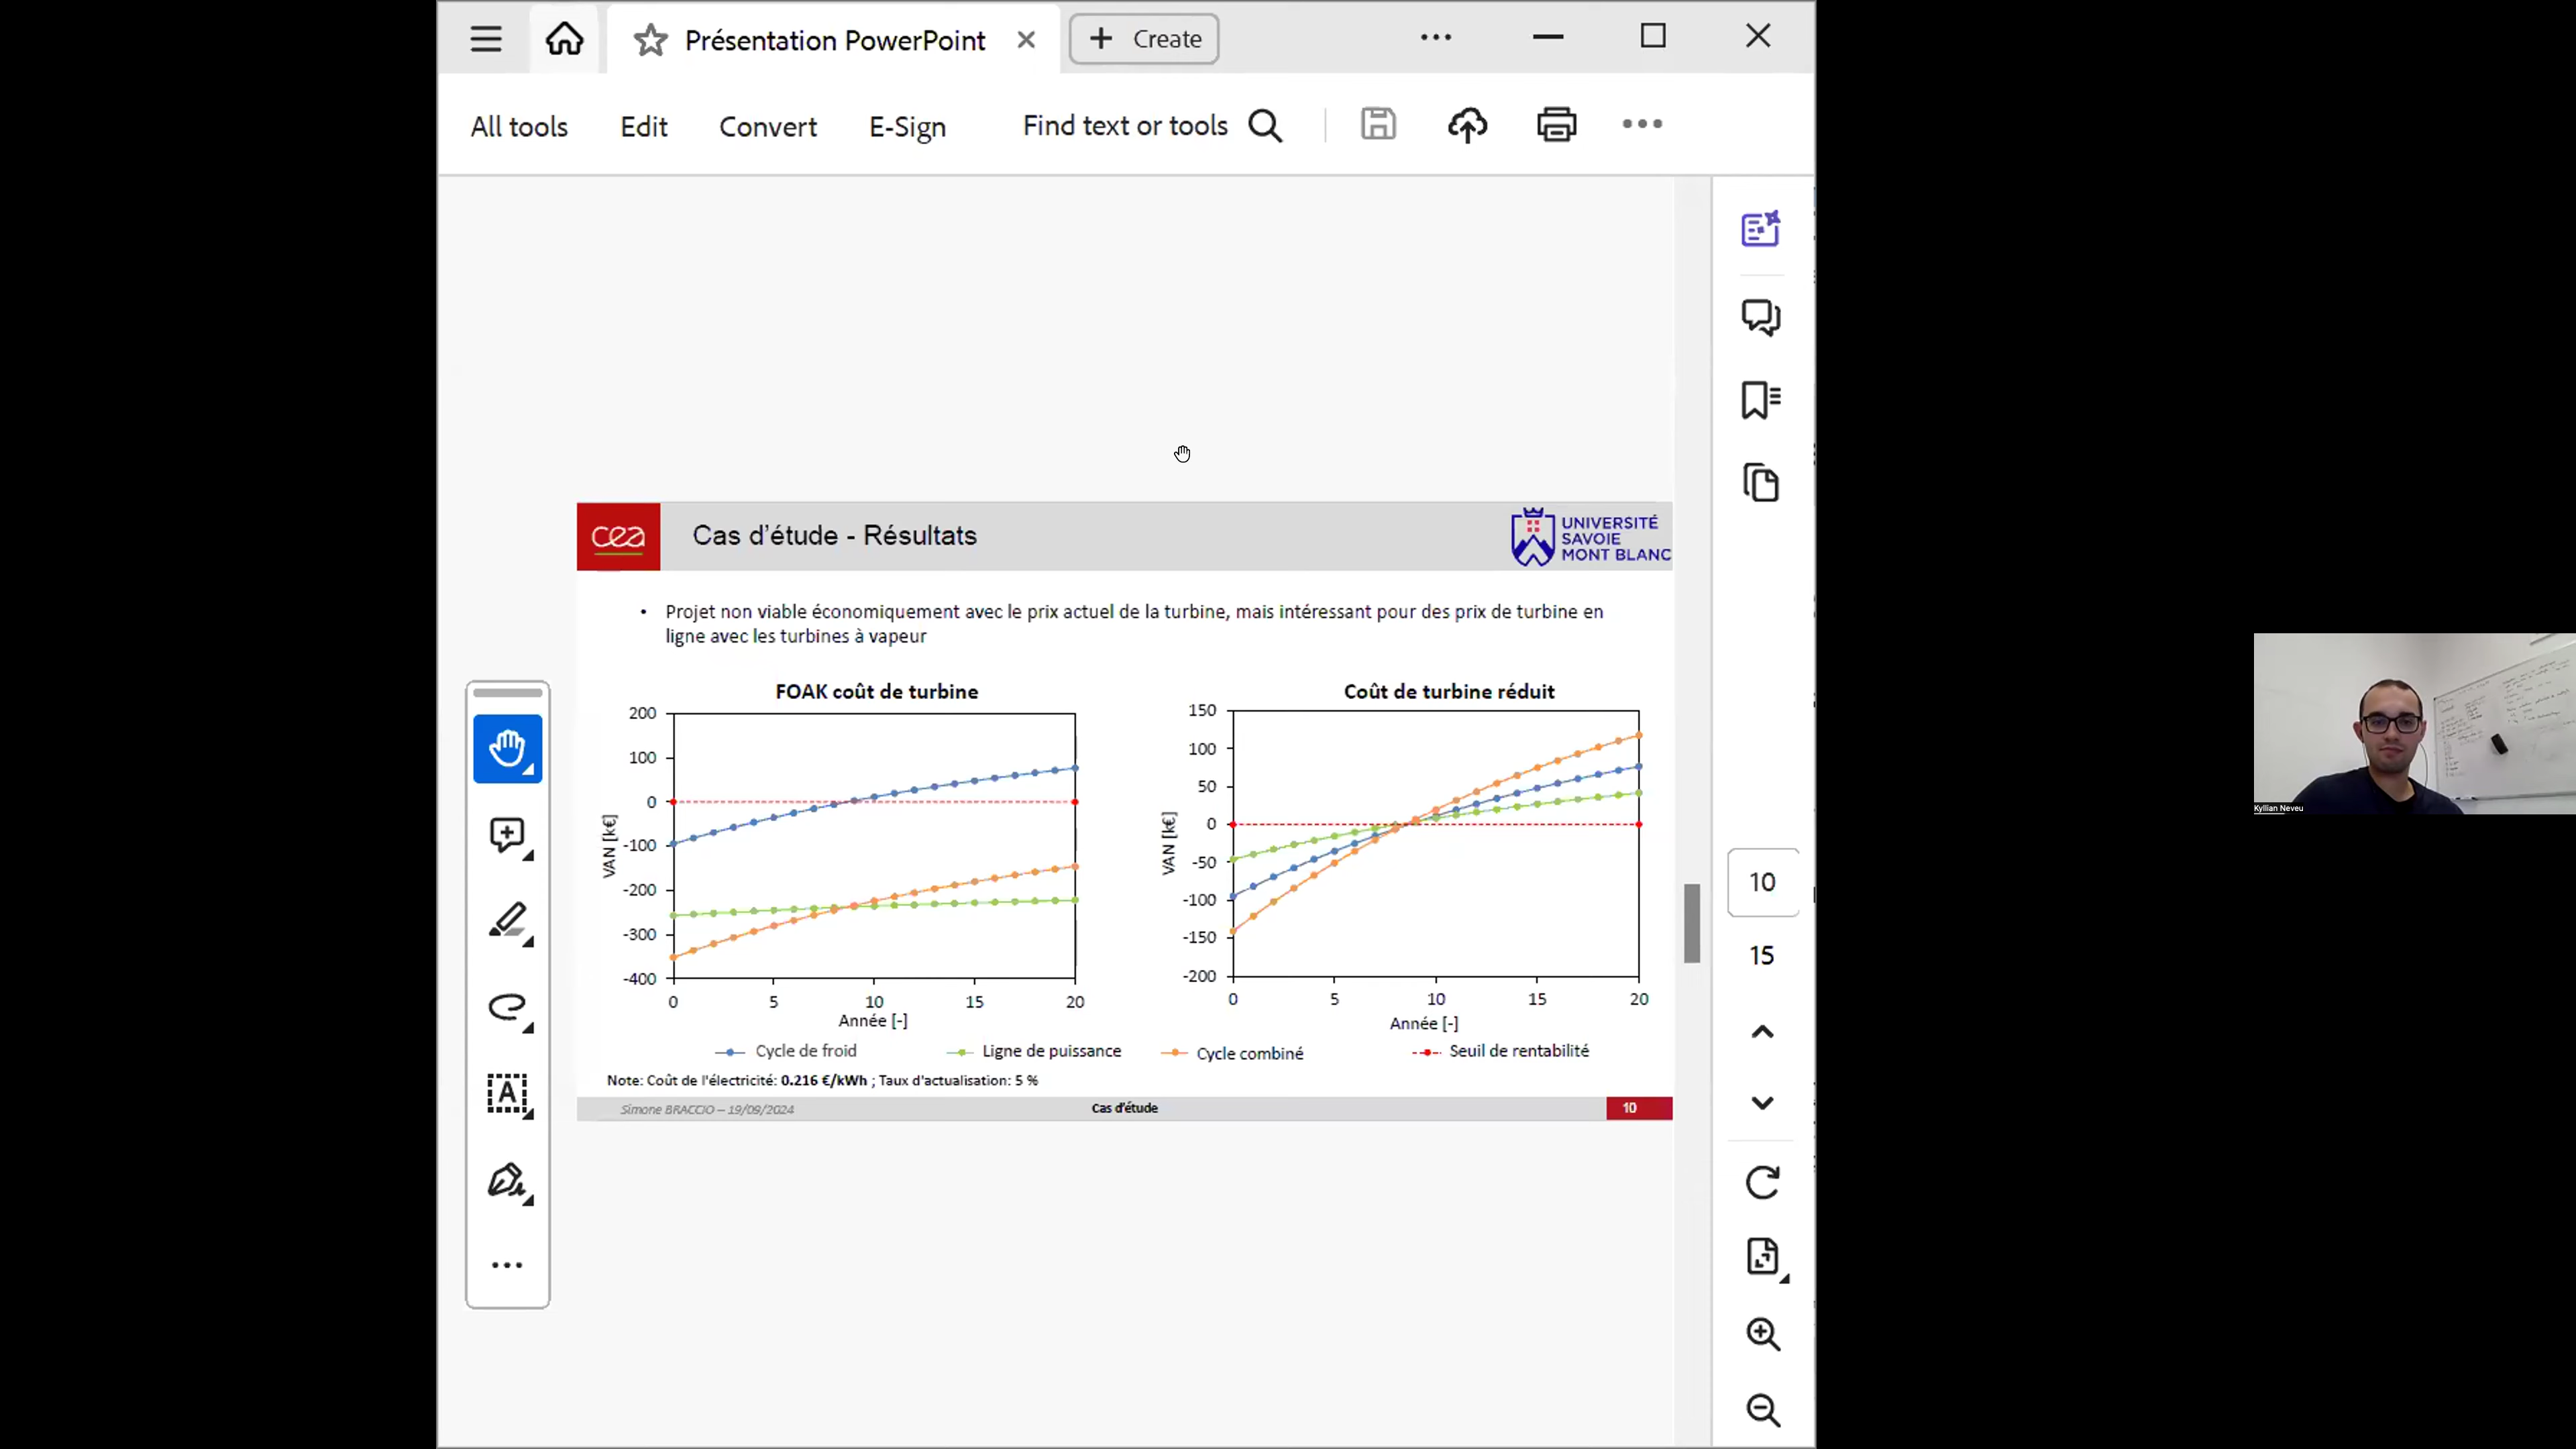 Présentation PowerPoint
Create
All tools
Edit
Convert
E-Sign
Find text or tools
cea
Cas d'étude - Résultats
UNIVERSITÉ
SAVOIE
MONT BLANC
• Projet non viable économiquement avec le prix actuel de la turbine, mais intéressant pour des prix de turbine en
ligne avec les turbines à vapeur
FOAK coût de turbine
200
100
0
-100
-200
-300
-400
VAN [k€]
0 5 10 15 20
Année [-]
Coût de turbine réduit
150
100
50
0
-50
-100
-150
-200
VAN [k€]
0 5 10 15 20
Année [-]
Cycle de froid
Ligne de puissance
Cycle combiné
Seuil de rentabilité
Note: Coût de l'électricité: 0.216 €/kWh ; Taux d'actualisation: 5 %
Simone BRACCIO – 19/09/2024
Cas d'étude
10
10
15
Kyllian Neveu